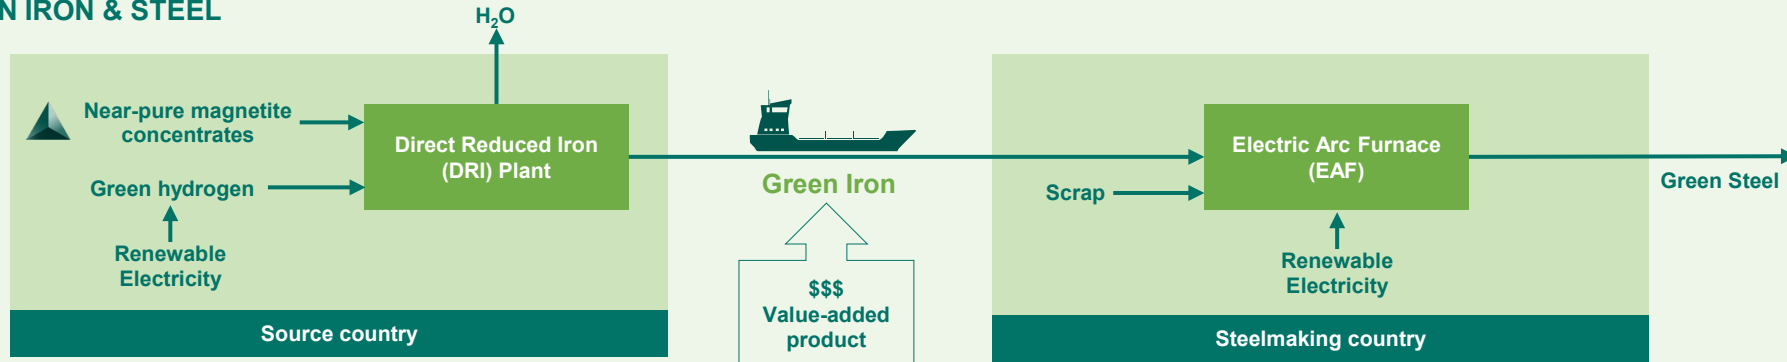 N IRON & STEEL
H₂O
Near-pure magnetite
concentrates
Green hydrogen
Renewable
Electricity
Direct Reduced Iron
(DRI) Plant
Source country
Green Iron
$$$
Value-added
product
Scrap
Electric Arc Furnace
(EAF)
Renewable
Electricity
Steelmaking country
Green Steel